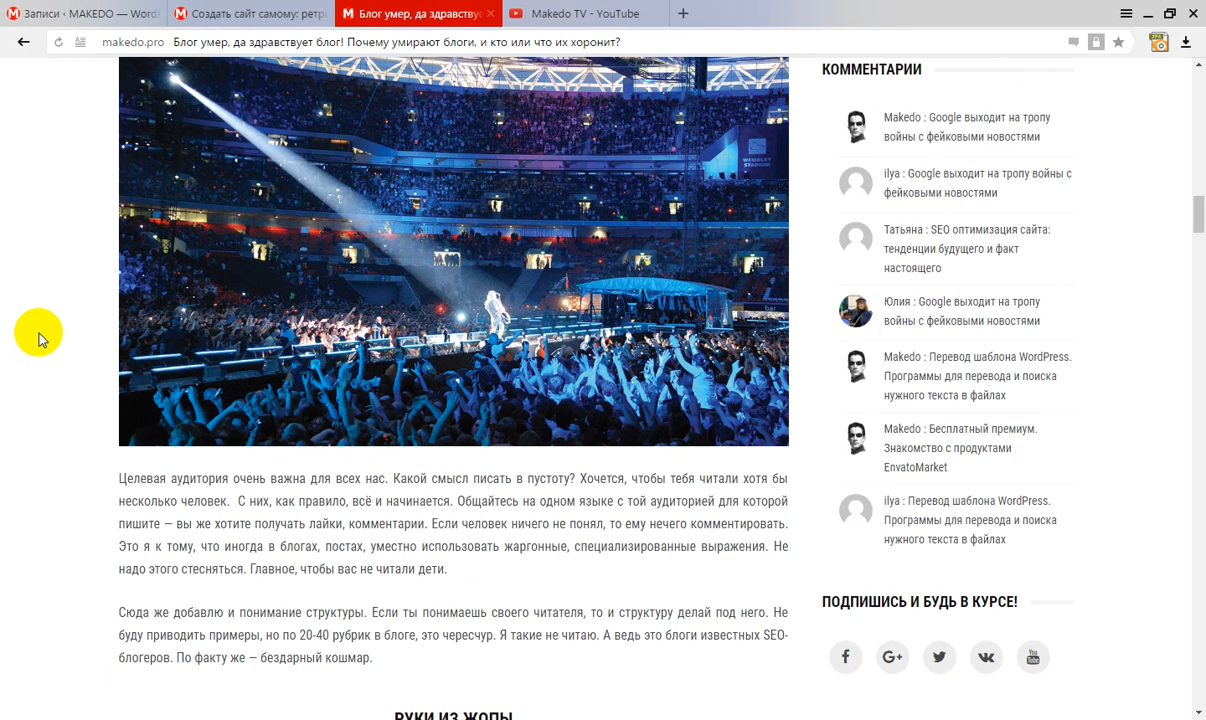 Записи ‹ MAKEDO — Word
Создать сайт самому: ретро
Блог умер, да здравствуе
Makedo TV - YouTube
makedo.pro Блог умер, да здравствует блог! Почему умирают блоги, и кто или что их хоронит?
WEMBLEY
STADIUM
bar
Целевая аудитория очень важна для всех нас. Какой смысл писать в пустоту? Хочется, чтобы тебя читали хотя бы
несколько человек. С них, как правило, всё и начинается. Общайтесь на одном языке с той аудиторией для которой
пишите — вы же хотите получать лайки, комментарии. Если человек ничего не понял, то ему нечего комментировать.
Это я к тому, что иногда в блогах, постах, уместно использовать жаргонные, специализированные выражения. Не
надо этого стесняться. Главное, чтобы вас не читали дети.
Сюда же добавлю и понимание структуры. Если ты понимаешь своего читателя, то и структуру делай под него. Не
буду приводить примеры, но по 20-40 рубрик в блоге, это чересчур. Я такие не читаю. А ведь это блоги известных SEO-
блогеров. По факту же — бездарный кошмар.
РУКИ ИЗ ЖОПЫ
КОММЕНТАРИИ
Makedo : Google выходит на тропу
войны с фейковыми новостями
ilya : Google выходит на тропу войны с
фейковыми новостями
Татьяна : SEO оптимизация сайта:
тенденции будущего и факт
настоящего
Юлия : Google выходит на тропу
войны с фейковыми новостями
Makedo : Перевод шаблона WordPress.
Программы для перевода и поиска
нужного текста в файлах
Makedo : Бесплатный премиум.
Знакомство с продуктами
EnvatoMarket
ilya : Перевод шаблона WordPress.
Программы для перевода и поиска
нужного текста в файлах
ПОДПИШИСЬ И БУДЬ В КУРСЕ!
You
Tube